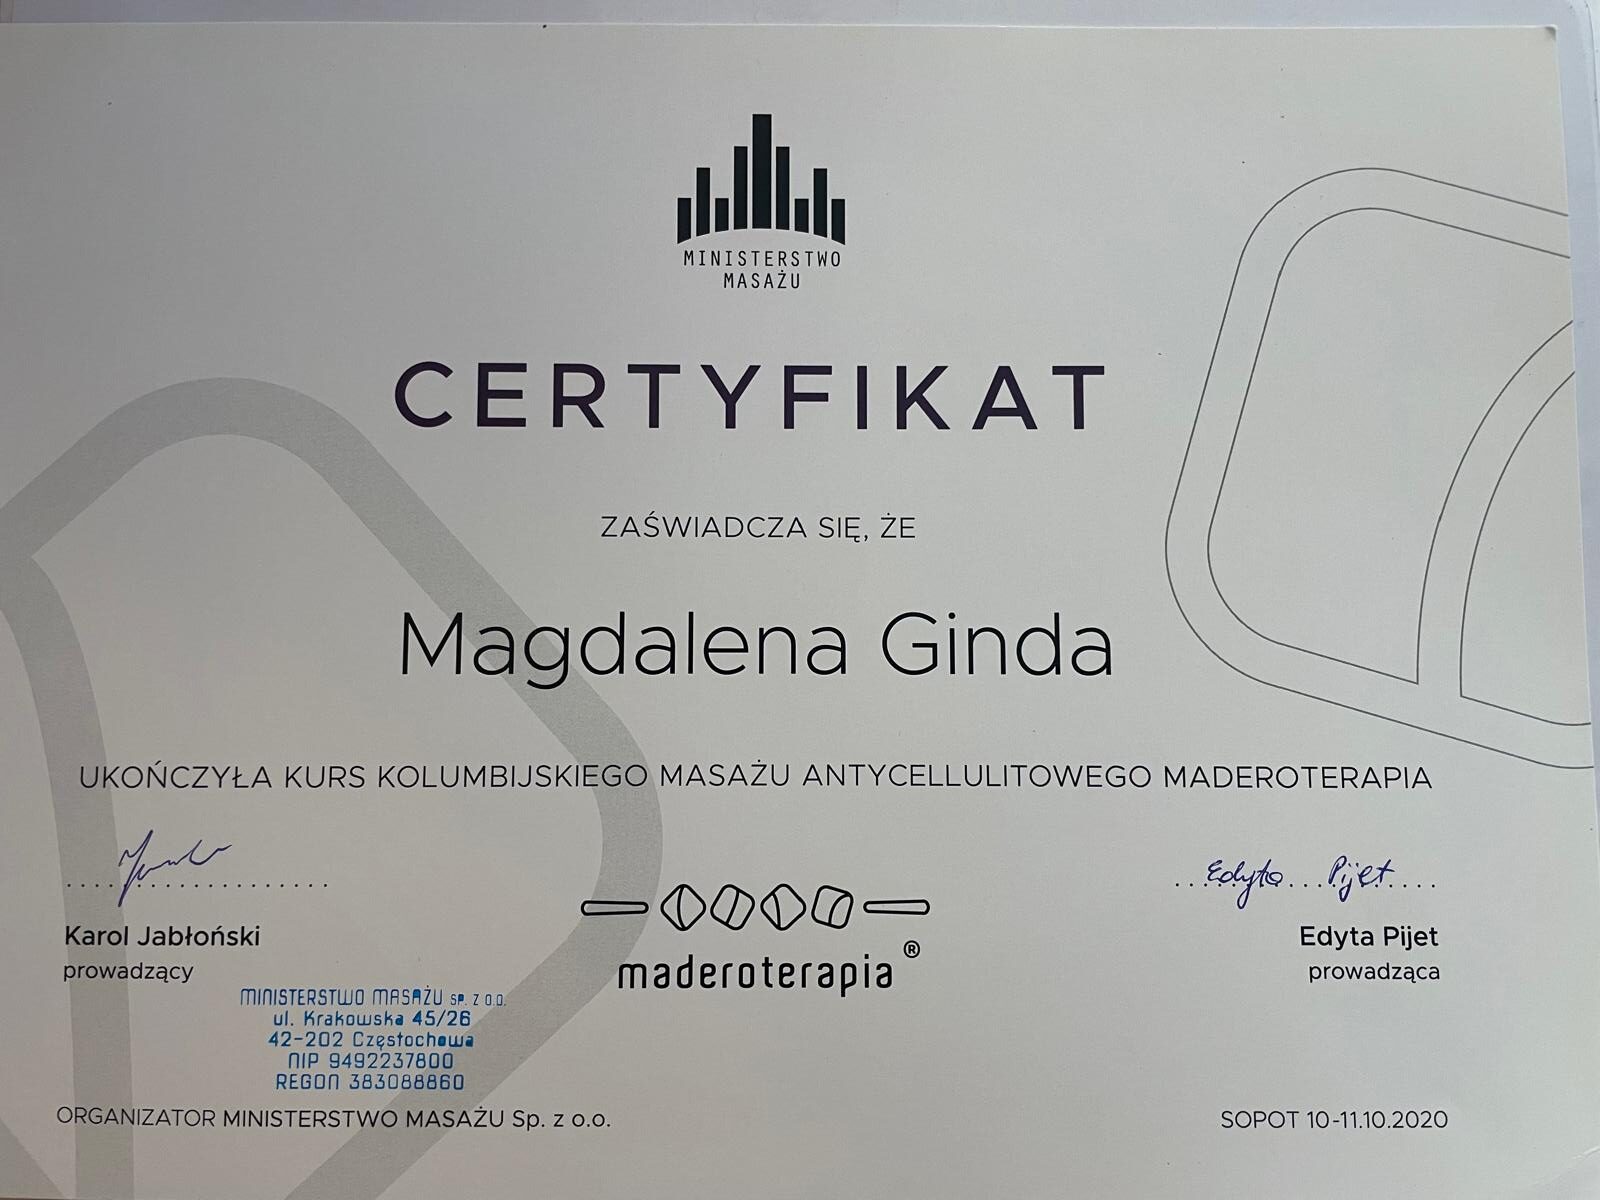 MINISTERSTWO
MASAŻU
CERTYFIKAT
ZAŚWIADCZA SIĘ, ŻE
Magdalena Ginda
UKOŃCZYŁA KURS KOLUMBIJSKIEGO MASAŻU ANTYCELLULITOWEGO MADEROTERAPIA
Edyta Pijet
Karol Jabłoński
prowadzący
maderoterapia ®
Edyta Pijet
prowadząca
MINISTERSTWO MASAŻU SP. Z O.O.
ul. Krakowska 45/26
42-202 Częstochowa
NIP 9492237800
REGON 383088860
ORGANIZATOR MINISTERSTWO MASAŻU Sp. z o.o.
SOPOT 10-11.10.2020